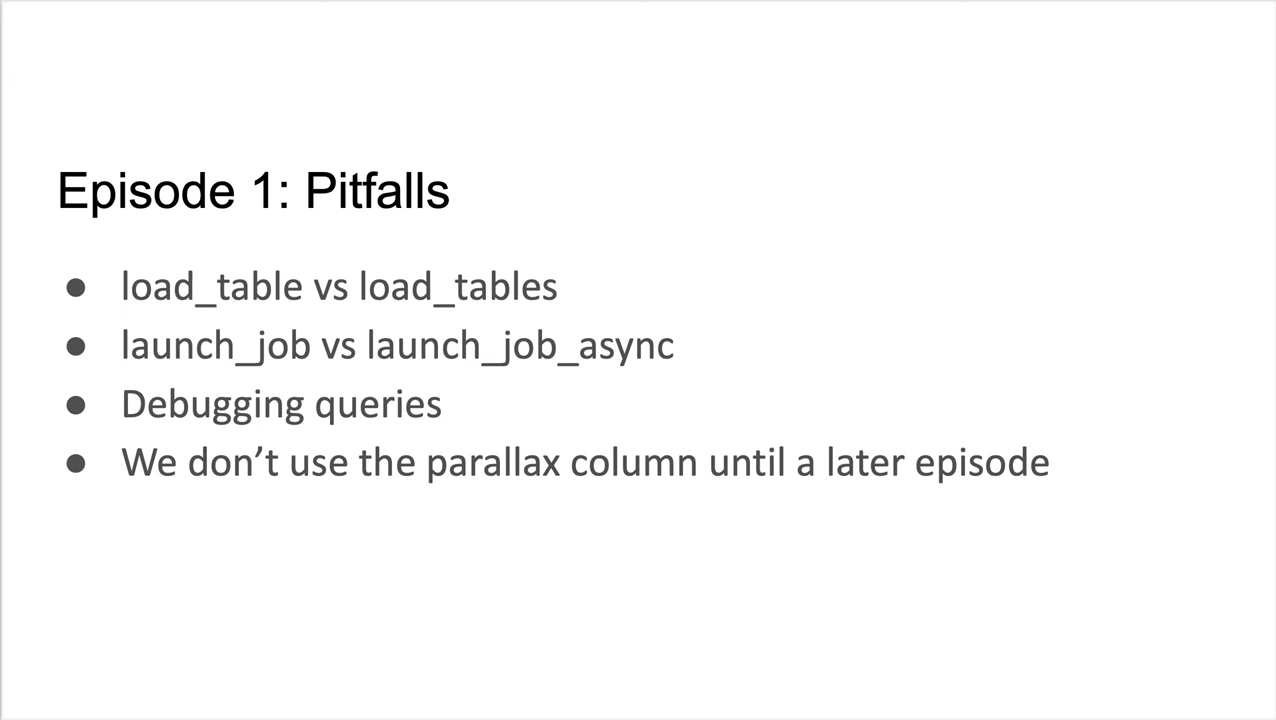 Episode 1: Pitfalls
● load_table vs load_tables
● launch_job vs launch_job_async
● Debugging queries
● We don’t use the parallax column until a later episode